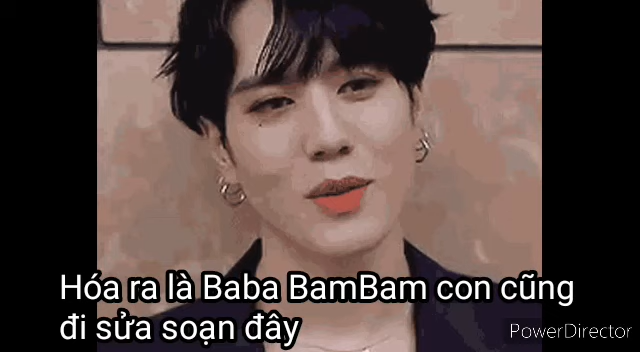 Hóa ra là Baba BamBam con cũng
đi sửa soạn đây
PowerDirector